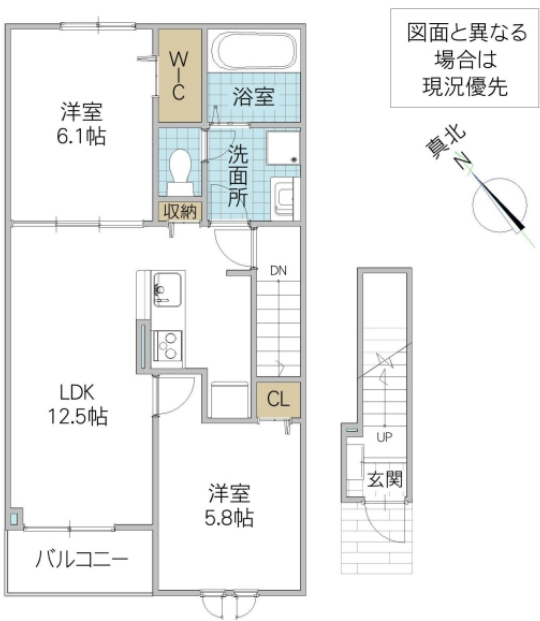 図面と異なる
場合は
現況優先
真北
N
洋室
6.1帖
WIC
浴室
洗面所
収納
DN
LDK
12.5帖
CL
洋室
5.8帖
バルコニー
UP
玄関